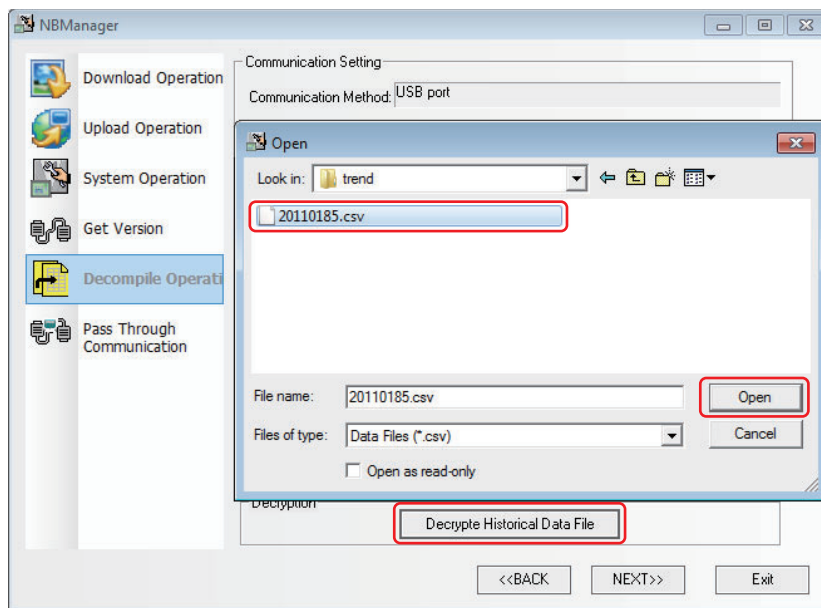 NBManager
Download Operation
Upload Operation
System Operation
Get Version
Decompile Operati
Pass Through
Communication
Communication Setting
Communication Method: USB port
Open
Look in: trend
20110185.csv
File name: 20110185.csv
Open
Files of type: Data Files (*.csv)
Cancel
Open as read-only
Decryption
Decrypte Historical Data File
<<BACK NEXT>> Exit